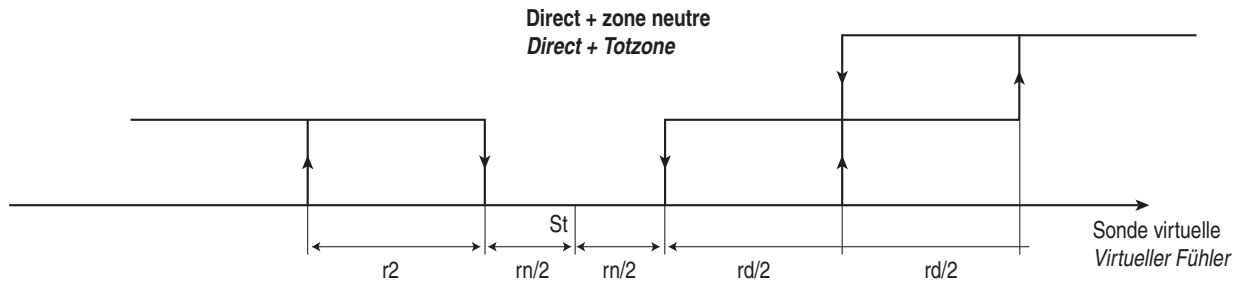 Direct + zone neutre
Direct + Totzone
St
Sonde virtuelle
Virtueller Fühler
r2
rn/2
rn/2
rd/2
rd/2